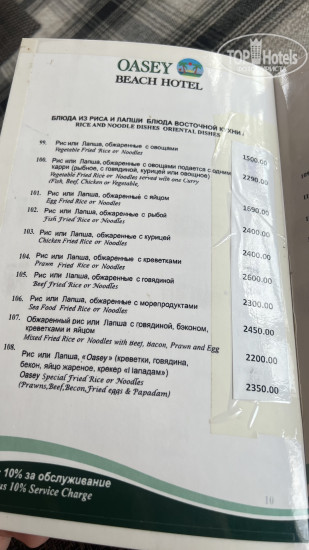 TOPHotels
OASEY
BEACH HOTEL
БЛЮДА ИЗ РИСА И ЛАПШИ БЛЮДА ВОСТОЧНОЙ КУХНИ
RICE AND NOODLE DISHES ORIENTAL DISHES
99. Рис или Лапша, обжаренные с овощами 1500.00
Vegetable Fried Rice or Noodles
100. Рис или Лапша, обжаренные с овощами подается с одним
карри (рыбное, с говядиной, курицей или овощное) 2290.00
Vegetable Fried Rice or Noodles served with one Curry
(Fish, Beef, Chicken or Vegetable,
101. Рис или Лапша, обжаренные с яйцом 1690.00
Egg Fried Rice or Noodles
102. Рис или Лапша, обжаренные с рыбой 2400.00
Fish Fried Rice or Noodles
103. Рис или Лапша, обжаренные с курицей 2400.00
Chicken Fried Rice or Noodles
104. Рис или Лапша, обжаренные с креветками 2600.00
Prawn Fried Rice or Noodles
105. Рис или Лапша, обжаренные с говядиной 2300.00
Beef Fried Rice or Noodles
106. Рис или Лапша, обжаренные с морепродуктами 2450.00
Sea Food Fried Rice or Noodles
107. Обжаренный рис или Лапша с говядиной, бэконом,
креветками и яйцом 2200.00
Mixed Fried Rice or Noodles with Beef, Bacon, Prawn and Egg
108. Рис или Лапша, «Oasey» (креветки, говядина,
бекон, яйцо жареное, крекер «Пападам») 2350.00
Oasey Special Fried Rice or Noodles
(Prawns,Beef,Bacon,Fried eggs & Papadam)
10% за обслуживание
10% Service Charge
10